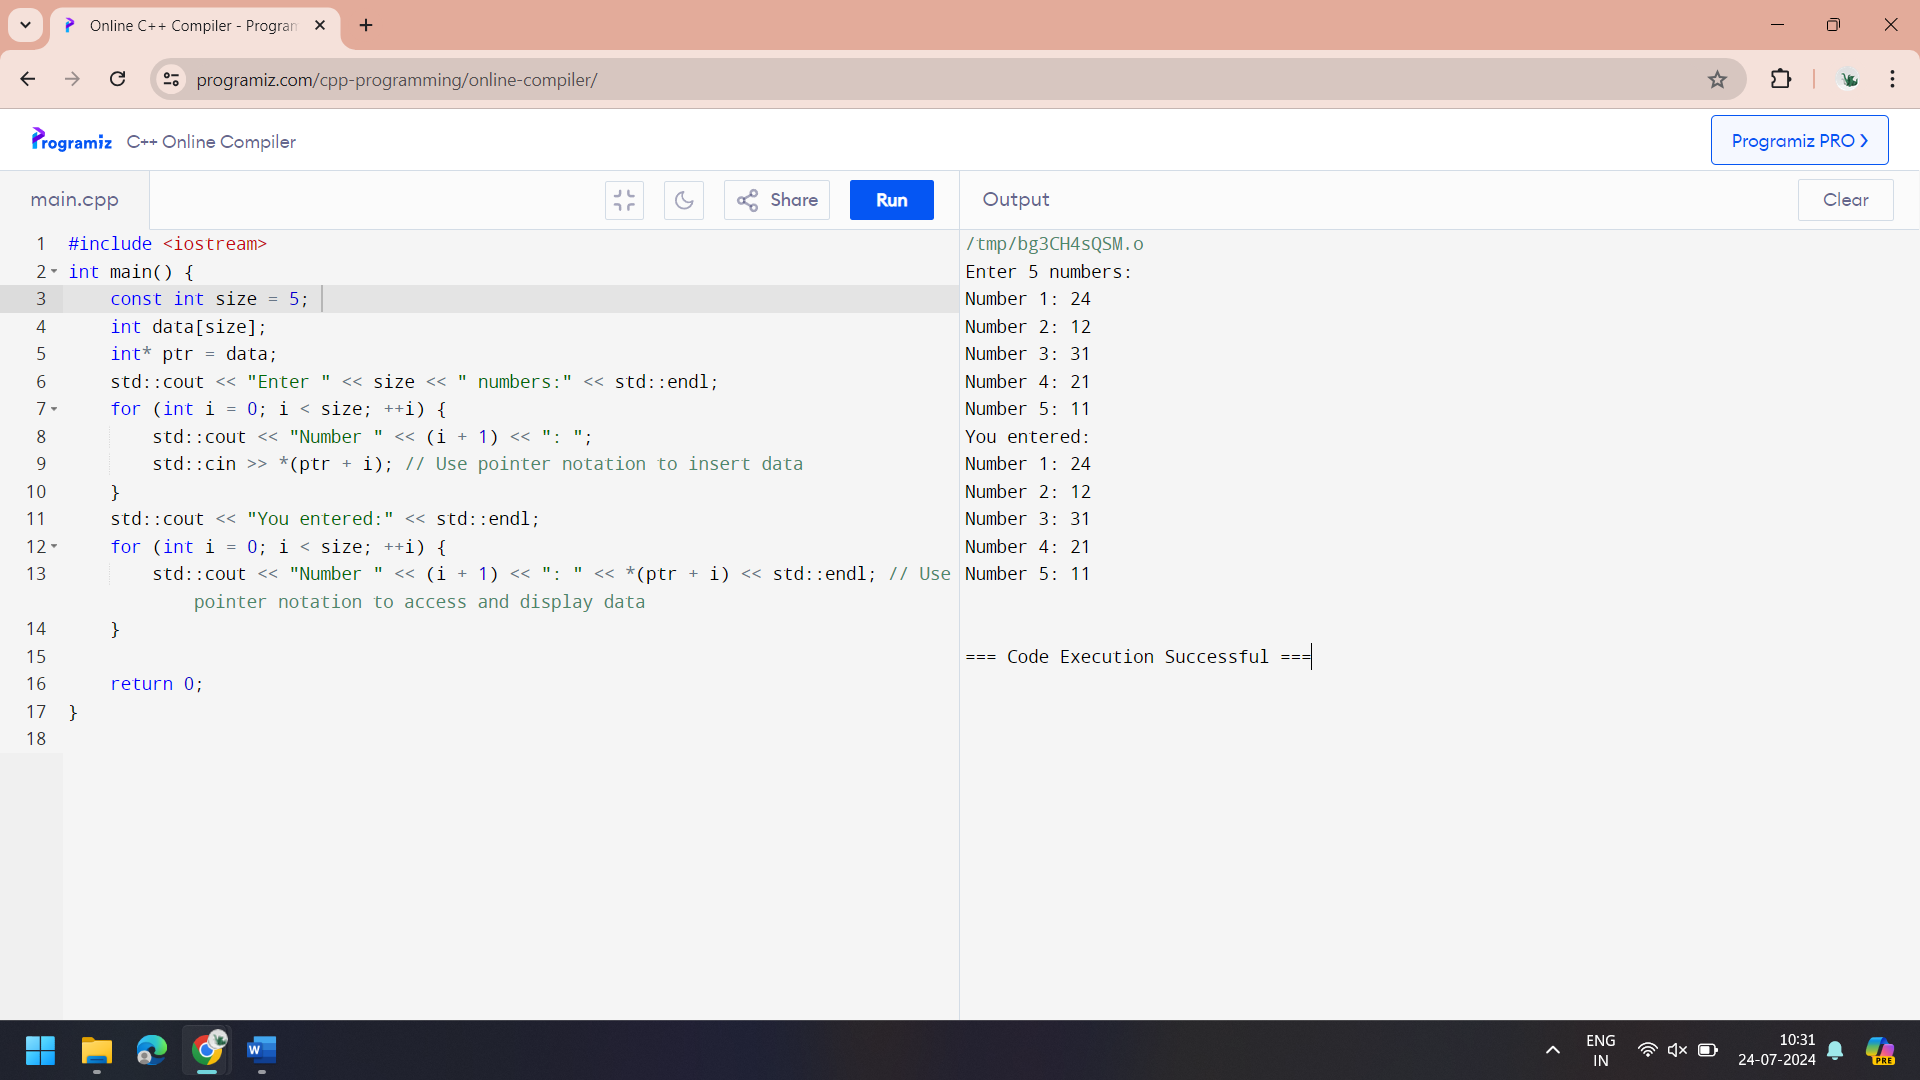 Online C++ Compiler - Program
programiz.com/cpp-programming/online-compiler/
Programiz C++ Online Compiler
Programiz PRO
main.cpp
Share
Run
Output
Clear
1 #include <iostream>
2 int main() {
3 const int size = 5;
4 int data[size];
5 int* ptr = data;
6 std::cout << "Enter " << size << " numbers:" << std::endl;
7 for (int i = 0; i < size; ++i) {
8 std::cout << "Number " << (i + 1) << ": ";
9 std::cin >> *(ptr + i); // Use pointer notation to insert data
10 }
11 std::cout << "You entered:" << std::endl;
12 for (int i = 0; i < size; ++i) {
13 std::cout << "Number " << (i + 1) << ": " << *(ptr + i) << std::endl; // Use
pointer notation to access and display data
14 }
15
16 return 0;
17 }
18
/tmp/bg3CH4sQSM.o
Enter 5 numbers:
Number 1: 24
Number 2: 12
Number 3: 31
Number 4: 21
Number 5: 11
You entered:
Number 1: 24
Number 2: 12
Number 3: 31
Number 4: 21
Number 5: 11
=== Code Execution Successful ===
W
ENG
IN
10:31
24-07-2024
PRE